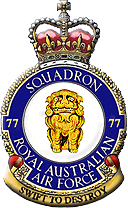 SQUADRON
77 77
ROYAL AUSTRALIAN
AIR FORCE
SWIFT TO DESTROY